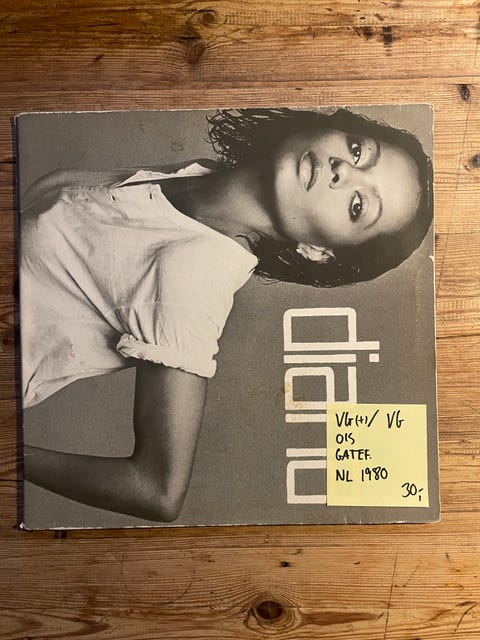 diana
VG(+)/ VG
OIS
GATEF.
NL 1980
30,-